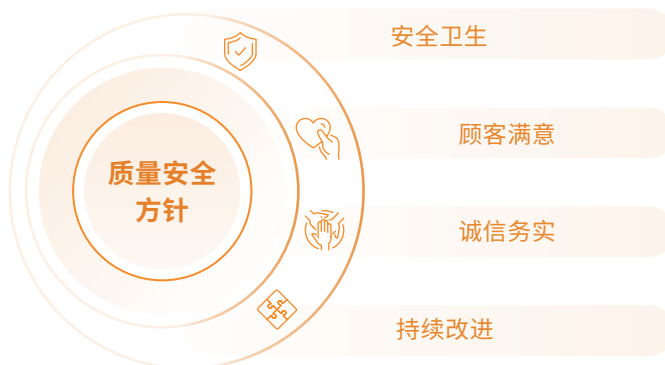 质量安全
方针
安全卫生
顾客满意
诚信务实
持续改进